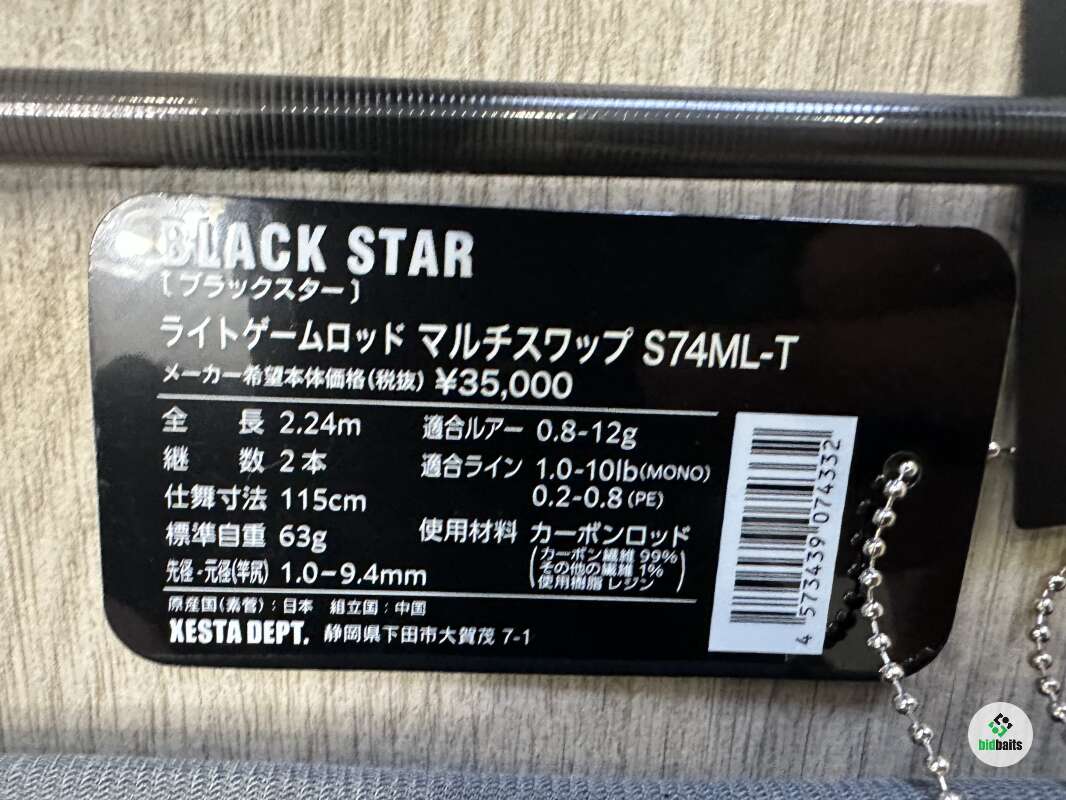 BLACK STAR
[ブラックスター]
ライトゲームロッド マルチスワップ S74ML-T
メーカー希望本体価格(税抜) ¥35,000
全 長 2.24m 適合ルアー 0.8-12g
継 数 2本 適合ライン 1.0-10lb(MONO)
0.2-0.8(PE)
仕舞寸法 115cm
標準自重 63g 使用材料 カーボンロッド
(カーボン繊維 99%
その他の繊維 1%
使用樹脂 レジン)
先径・元径(竿尻) 1.0-9.4mm
原産国(素管):日本 組立国:中国
XESTA DEPT. 静岡県下田市大賀茂 7-1
4 573439 074332
bidbaits